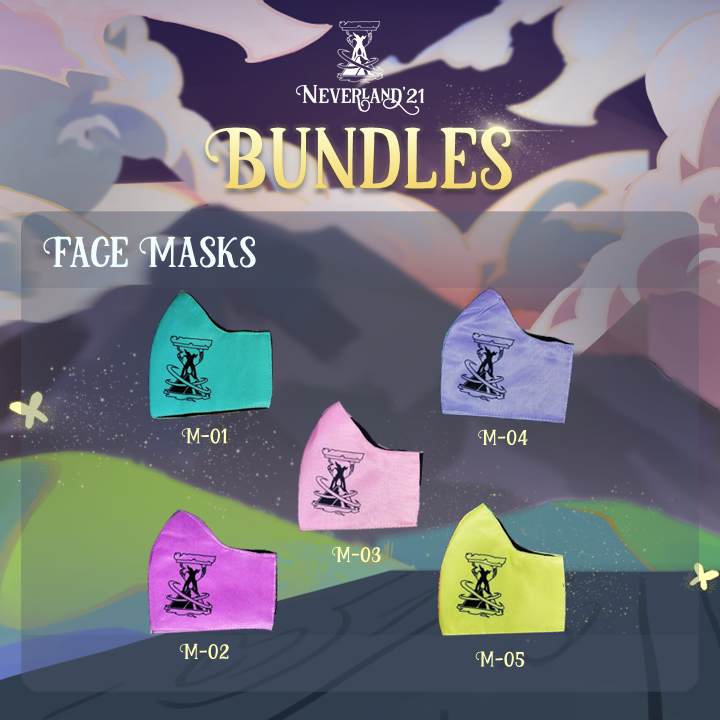 NEVERLAND'21
BUNDLES
FACE MASKS
M-01
M-04
M-03
M-02
M-05